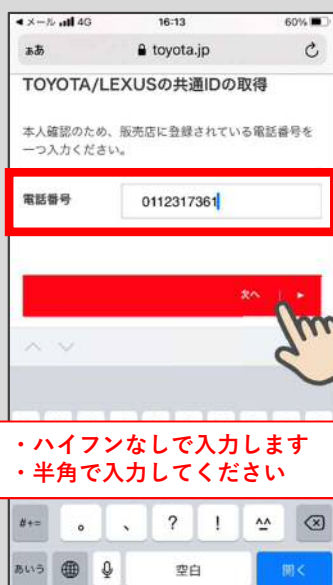 メール 4G 16:13 60%
ああ toyota.jp
TOYOTA/LEXUSの共通IDの取得
本人確認のため、販売店に登録されている電話番号を
一つ入力ください。
電話番号 0112317361
次へ
・ハイフンなしで入力します
・半角で入力してください
#+= 。 、 ? ! ^^
あいう 空白 開く